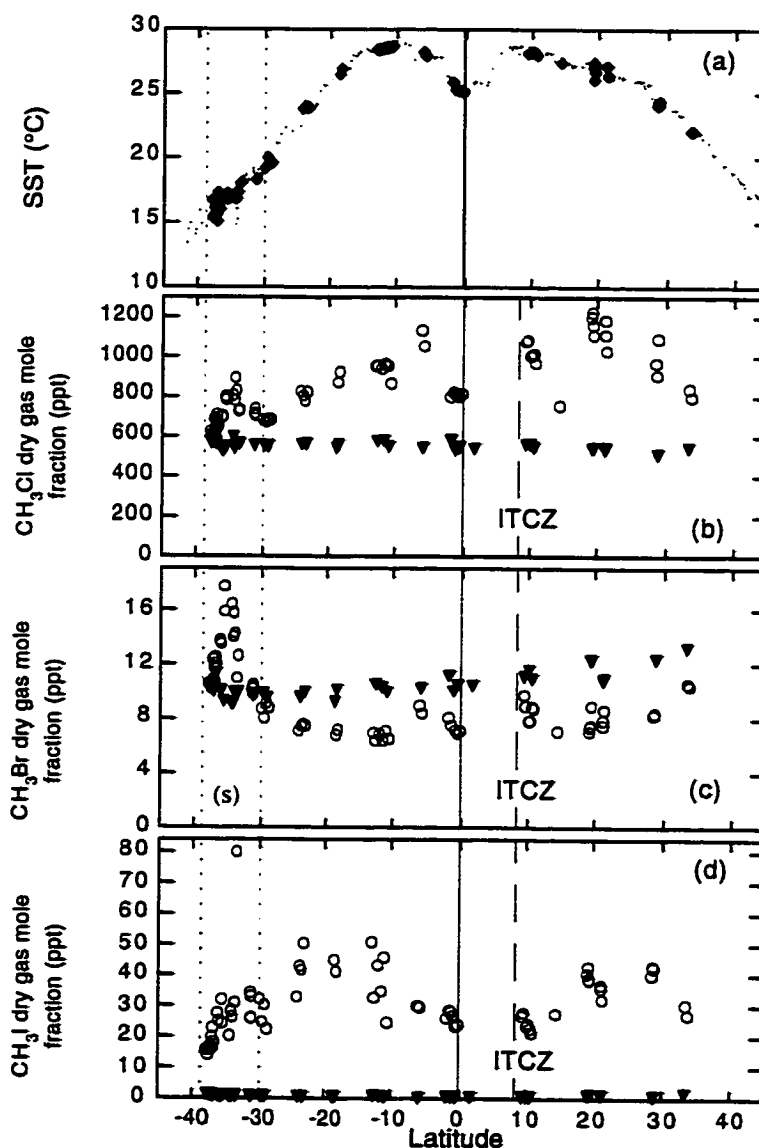 30
25
20
15
10
SST (°C)
(a)
1200
1000
800
600
400
200
0
CH₃Cl dry gas mole
fraction (ppt)
ITCZ
(b)
16
12
8
4
0
CH₃Br dry gas mole
fraction (ppt)
(s)
ITCZ
(c)
80
70
60
50
40
30
20
10
0
CH₃I dry gas mole
fraction (ppt)
(d)
ITCZ
-40 -30 -20 -10 0 10 20 30 40
Latitude